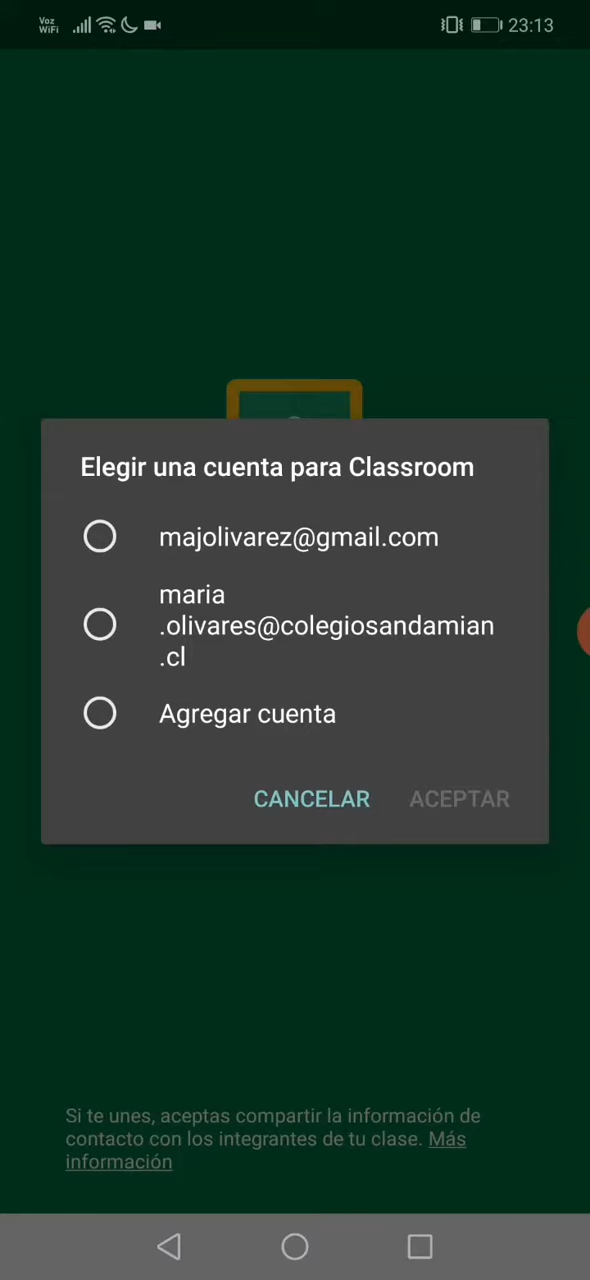 Voz
WiFi
23:13
Elegir una cuenta para Classroom
majolivarez@gmail.com
maria
.olivares@colegiosandamian
.cl
Agregar cuenta
CANCELAR ACEPTAR
Si te unes, aceptas compartir la información de
contacto con los integrantes de tu clase. Más
información